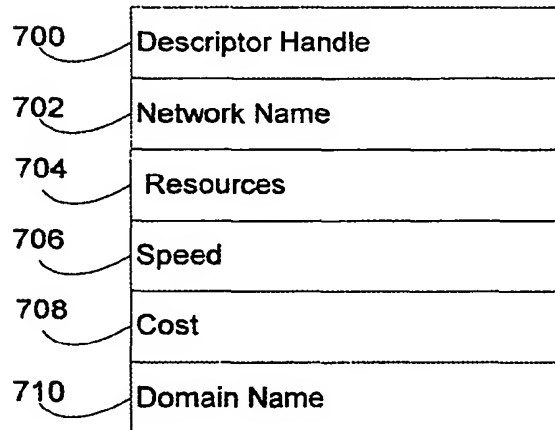 700 Descriptor Handle
702 Network Name
704 Resources
706 Speed
708 Cost
710 Domain Name